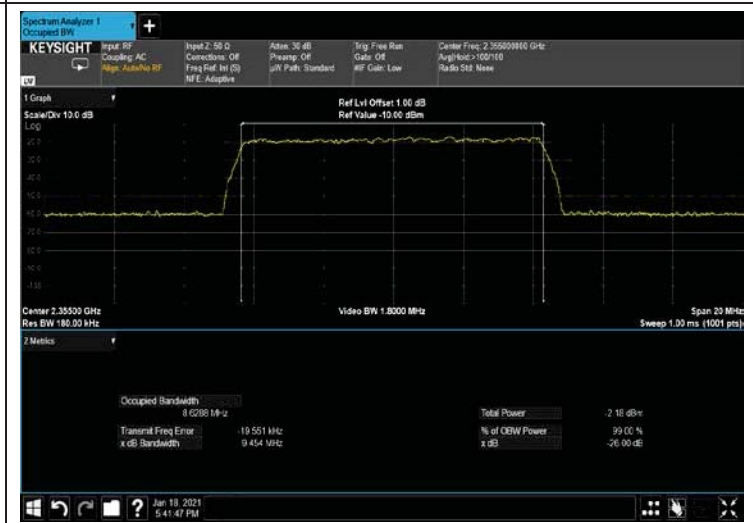 Spectrum Analyzer 1
Occupied BW
+
KEYSIGHT
Input: RF
Coupling: AC
Align: Auto/No RF
Input Z: 50 Ω
Corrections: Off
Freq Ref: Int (S)
NFE: Adaptive
Atten: 30 dB
Preamp: Off
µW Path: Standard
Trig: Free Run
Gate: Off
#IF Gain: Low
Center Freq: 2.355000000 GHz
Avg|Hold:>100/100
Radio Std: None
1 Graph
Scale/Div 10.0 dB
Log
Ref Lvl Offset 1.00 dB
Ref Value -10.00 dBm
Center 2.35500 GHz
Res BW 180.00 kHz
Video BW 1.8000 MHz
Span 20 MHz
Sweep 1.00 ms (1001 pts)
2 Metrics
Occupied Bandwidth
8.6288 MHz
Transmit Freq Error -19.551 kHz
x dB Bandwidth 9.454 MHz
Total Power -2.18 dBm
% of OBW Power 99.00 %
x dB -26.00 dB
?
Jan 18, 2021
5:41:47 PM